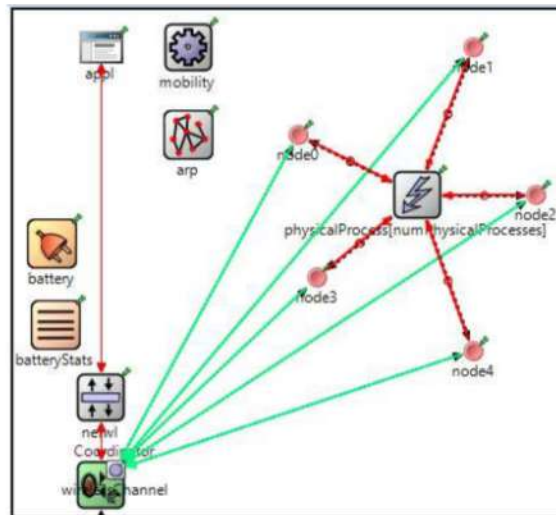 appl
mobility
node1
node0
arp
node2
physicalProcess[numPhysicalProcesses]
battery
node3
batteryStats
node4
netwl
Coordinator
wirelessChannel